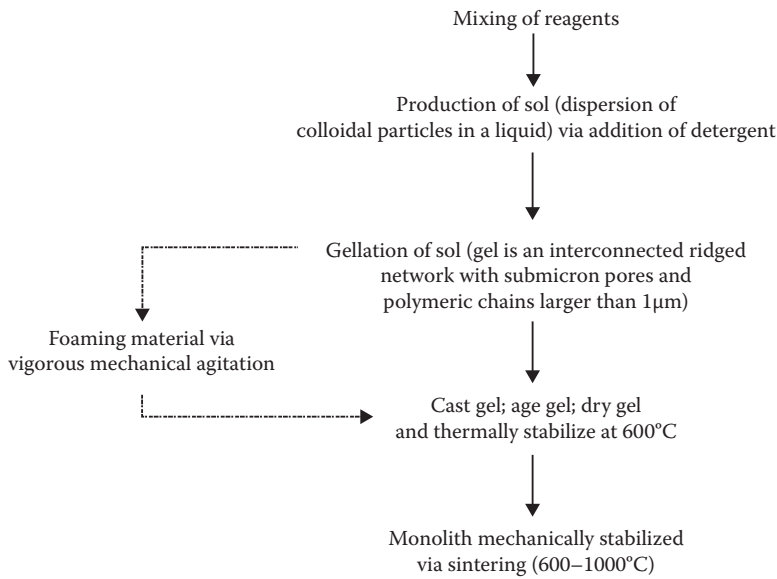 Mixing of reagents
Production of sol (dispersion of
colloidal particles in a liquid) via addition of detergent
Gellation of sol (gel is an interconnected ridged
network with submicron pores and
polymeric chains larger than 1μm)
Foaming material via
vigorous mechanical agitation
Cast gel; age gel; dry gel
and thermally stabilize at 600°C
Monolith mechanically stabilized
via sintering (600–1000°C)